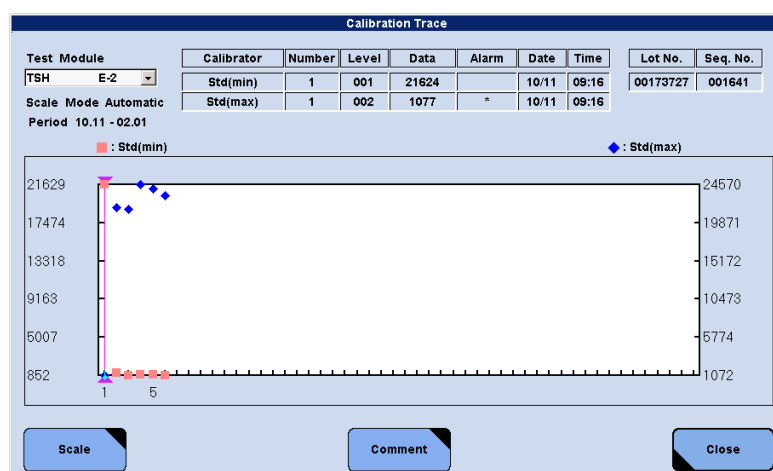 Calibration Trace
Test Module
TSH E-2
Scale Mode Automatic
Period 10.11 - 02.01
Calibrator Number Level Data Alarm Date Time Lot No. Seq. No.
Std(min) 1 001 21624 10/11 09:16 00173727 001641
Std(max) 1 002 1077 * 10/11 09:16
: Std(min) : Std(max)
21629 24570
17474 19871
13318 15172
9163 10473
5007 5774
852 1072
1 5
Scale Comment Close